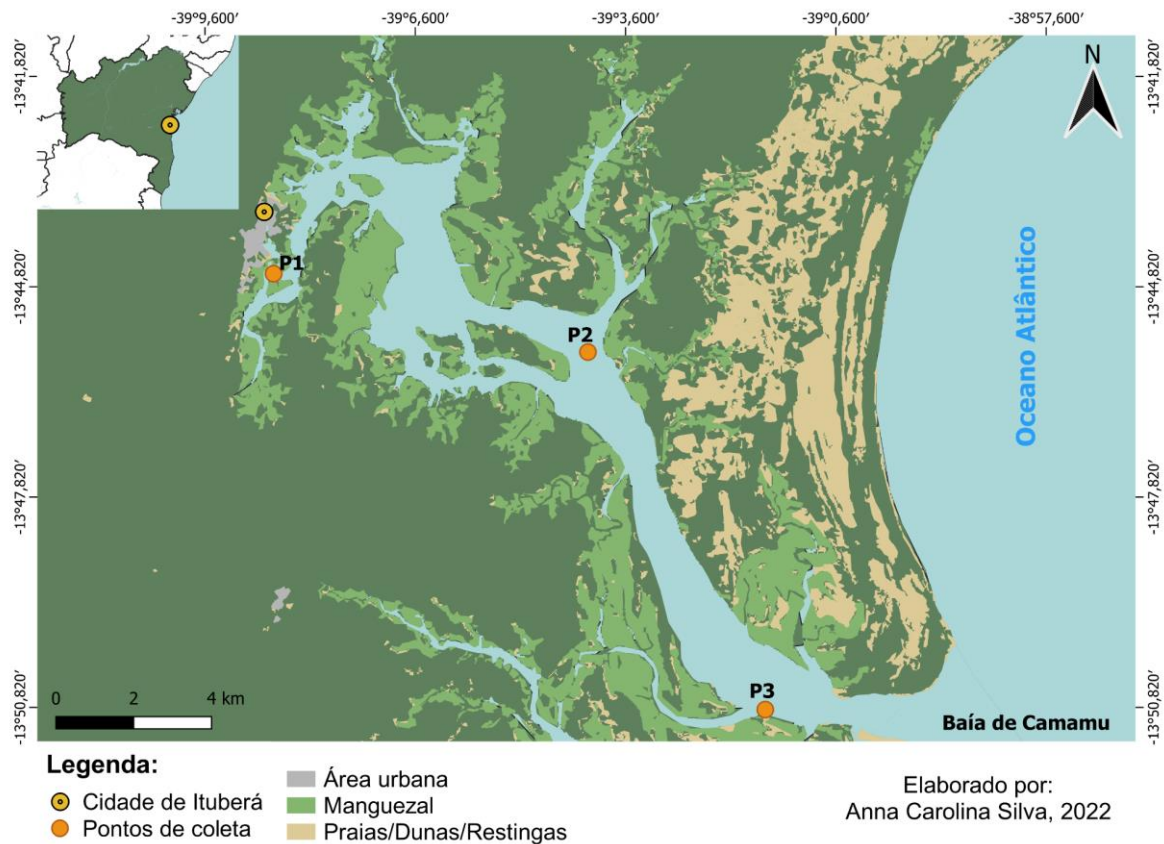 -39°9,600′ -39°6,600′ -39°3,600′ -39°0,600′ -38°57,600′
-13°41,820′
-13°41,820′
N
P1
-13°44,820′
-13°44,820′
P2
Oceano Atlântico
-13°47,820′
-13°47,820′
0 2 4 km
P3
-13°50,820′
-13°50,820′
Baía de Camamu
Legenda:
Cidade de Ituberá
Pontos de coleta
Área urbana
Manguezal
Praias/Dunas/Restingas
Elaborado por:
Anna Carolina Silva, 2022